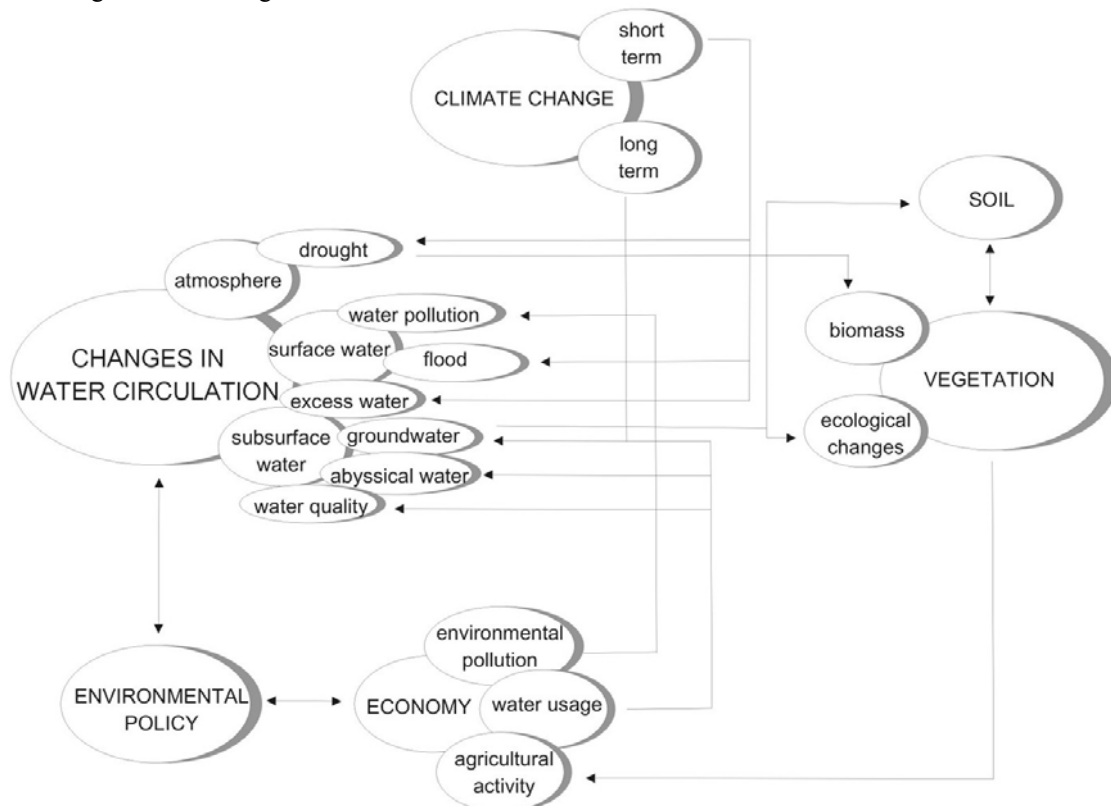 short
term
CLIMATE CHANGE
long
term
SOIL
drought
atmosphere
water pollution
biomass
surface water
flood
CHANGES IN
WATER CIRCULATION
VEGETATION
excess water
ecological
changes
groundwater
subsurface
water
abyssical water
water quality
environmental
pollution
ENVIRONMENTAL
POLICY
ECONOMY
water usage
agricultural
activity